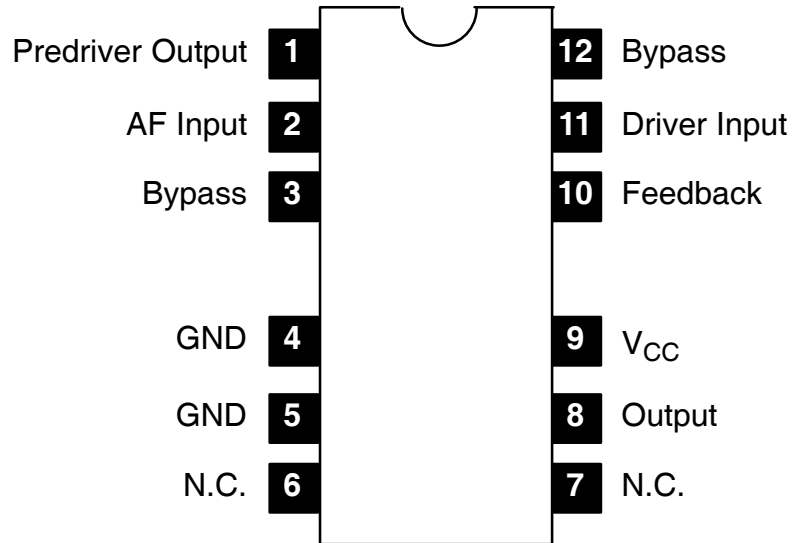 Predriver Output 1 12 Bypass
AF Input 2 11 Driver Input
Bypass 3 10 Feedback
GND 4 9 VCC
GND 5 8 Output
N.C. 6 7 N.C.